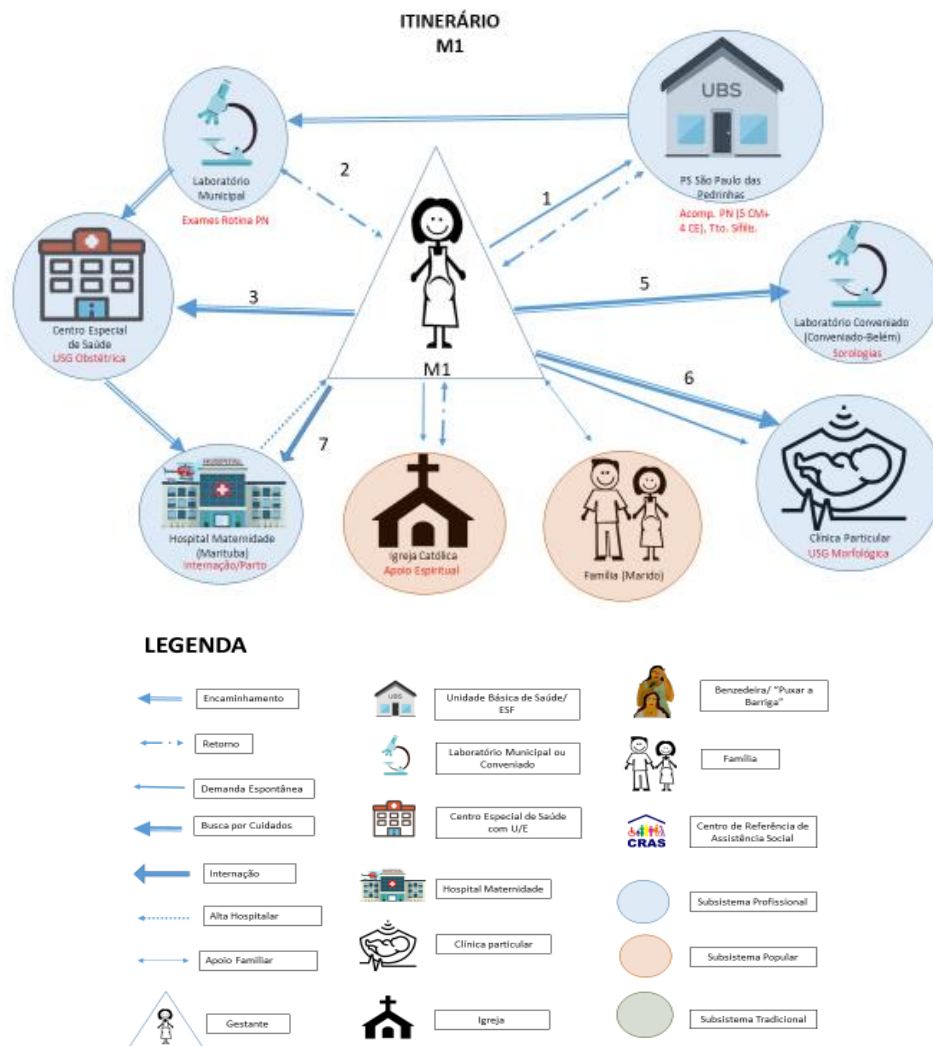 ITINERÁRIO
M1
UBS
PS São Paulo das
Pedrinhas
Acomp. PN (5 CM+
4 CE), Tto. Sífilis.
Laboratório
Municipal
Exames Rotina PN
2
1
Centro Especial
de Saúde
USG Obstétrica
3
5
Laboratório Conveniado
(Conveniado-Belém)
Sorologias
M1
6
7
HOSPITAL
Hospital Maternidade
(Marituba)
Internação/Parto
Igreja Católica
Apoio Espiritual
Família (Marido)
Clínica Particular
USG Morfológica
LEGENDA
Encaminhamento
Retorno
Demanda Espontânea
Busca por Cuidados
Internação
Alta Hospitalar
Apoio Familiar
Gestante
UBS
Unidade Básica de Saúde/
ESF
Laboratório Municipal ou
Conveniado
Centro Especial de Saúde
com U/E
Hospital Maternidade
Clínica particular
Igreja
Benzedeira/ "Puxar a
Barriga"
Família
CRAS
Centro de Referência de
Assistência Social
Subsistema Profissional
Subsistema Popular
Subsistema Tradicional